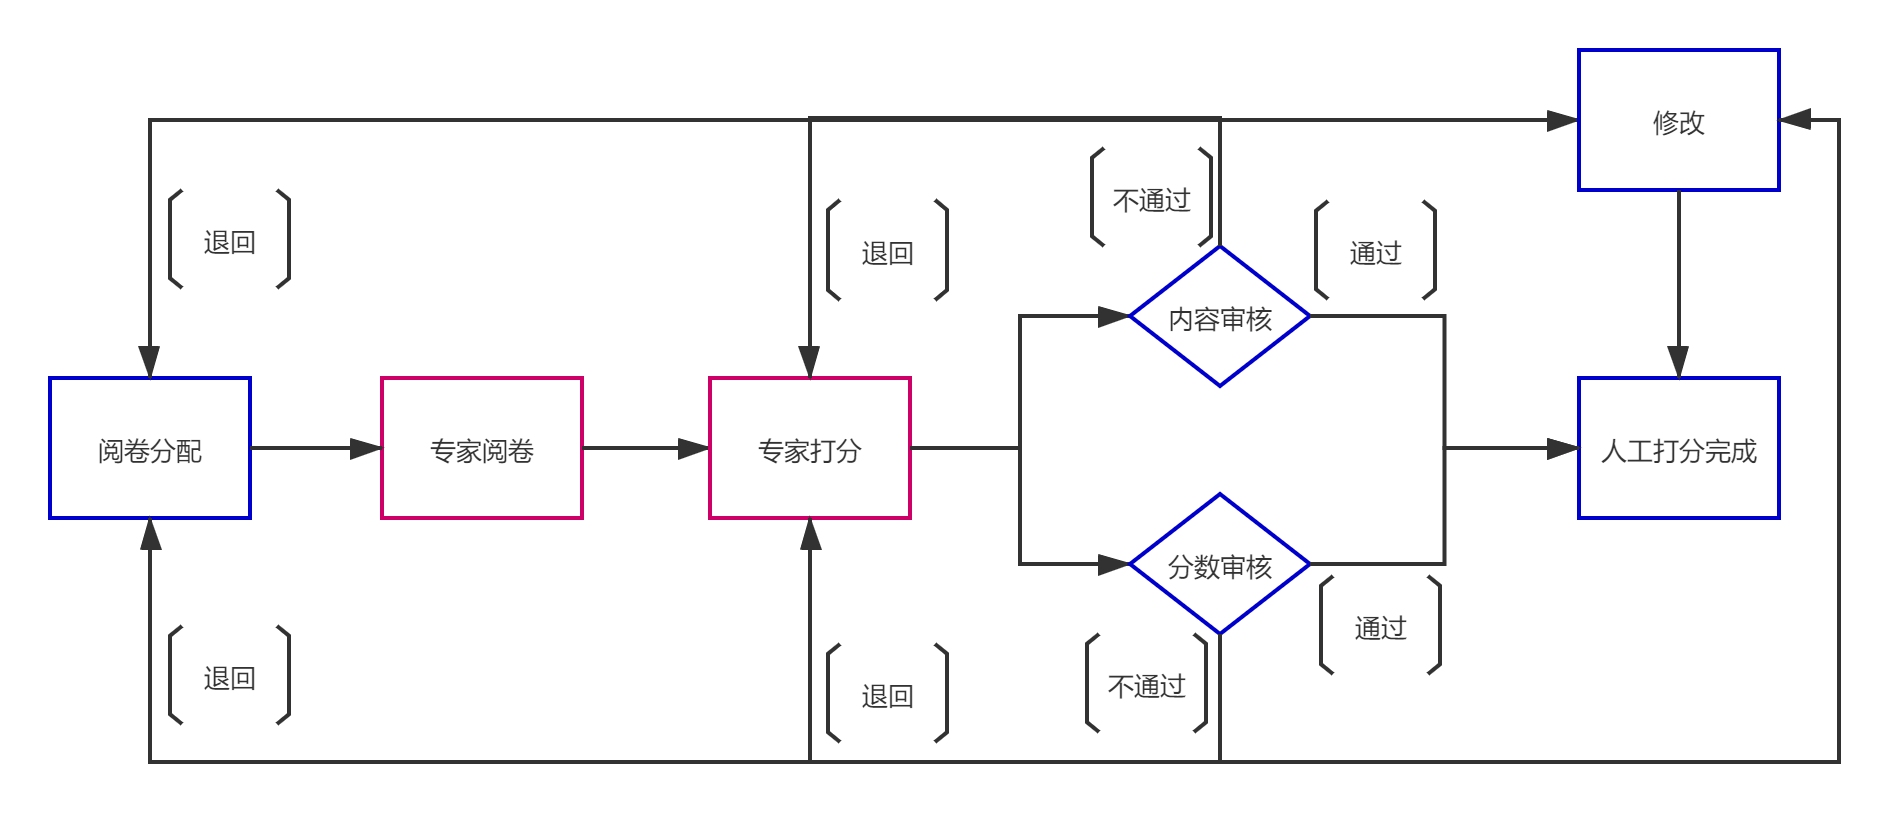 修改
不通过
退回
退回
通过
内容审核
阅卷分配
专家阅卷
专家打分
人工打分完成
分数审核
通过
退回
退回
不通过